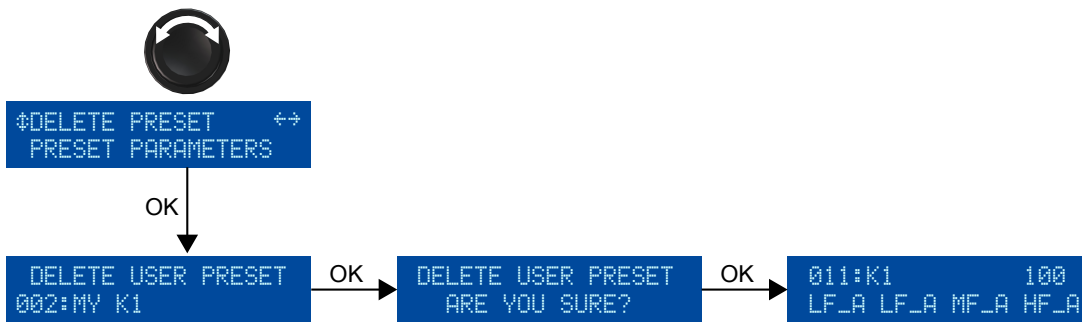 ↕DELETE PRESET ←→
PRESET PARAMETERS
OK
DELETE USER PRESET
002:MY K1
OK
DELETE USER PRESET
ARE YOU SURE?
OK
011:K1 100
LF_A LF_A MF_A HF_A